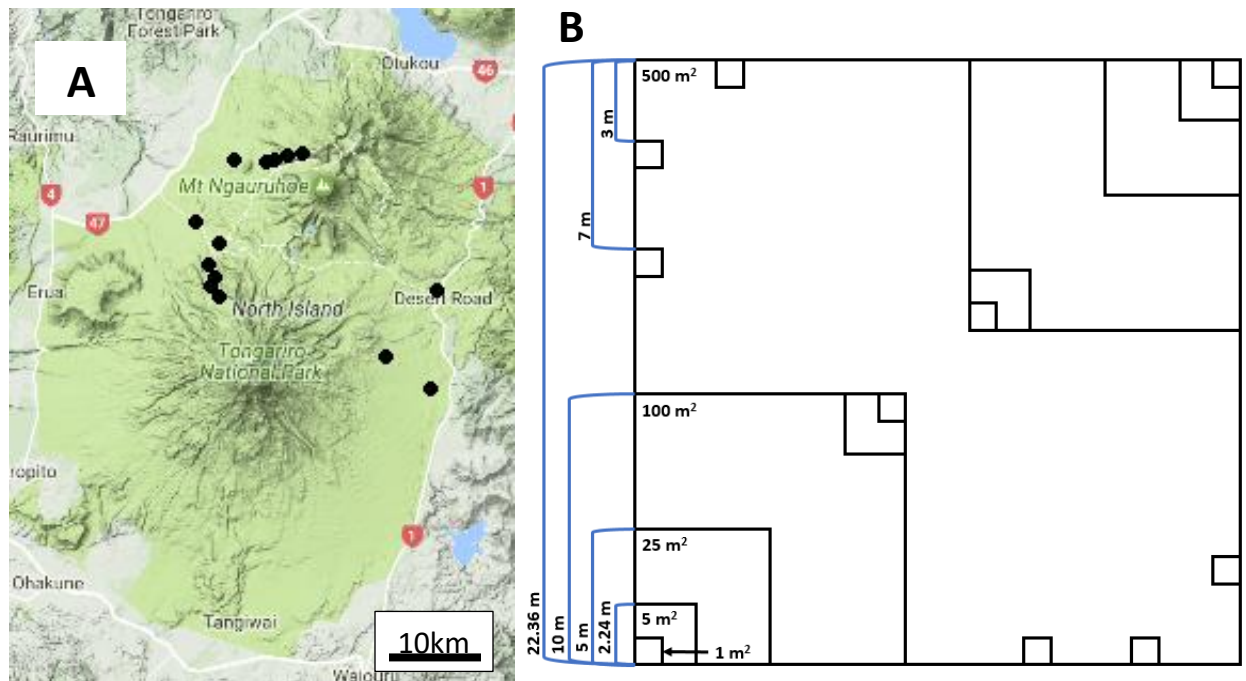 A
Tongariro
Forest Park
Otukou
46
Raurimu
4
47
1
Mt Ngauruhoe
Erua
Desert Road
North Island
Tongariro
National Park
ropito
1
Ohakune
Tangiwai
10km
Waiouru
B
500 m²
3 m
7 m
100 m²
25 m²
5 m²
1 m²
22.36 m
10 m
5 m
2.24 m